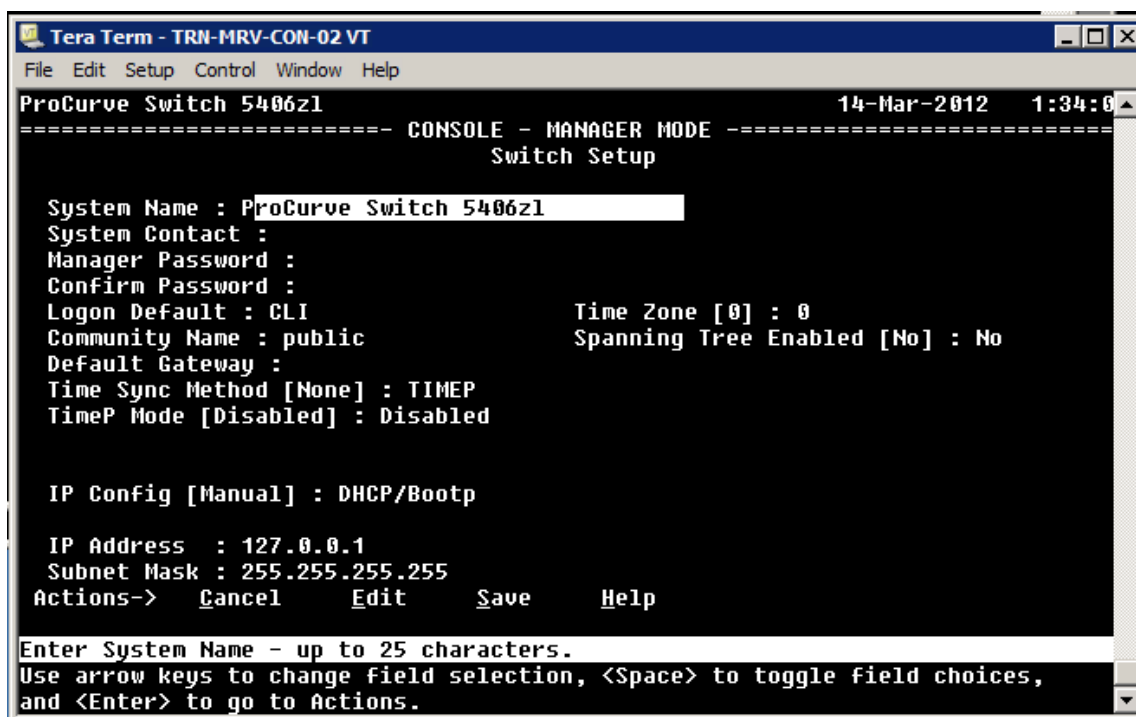 Tera Term - TRN-MRV-CON-02 VT
File Edit Setup Control Window Help
ProCurve Switch 5406zl 14-Mar-2012 1:34:0
==========================- CONSOLE - MANAGER MODE -===========================
Switch Setup
System Name : ProCurve Switch 5406zl
System Contact :
Manager Password :
Confirm Password :
Logon Default : CLI Time Zone [0] : 0
Community Name : public Spanning Tree Enabled [No] : No
Default Gateway :
Time Sync Method [None] : TIMEP
TimeP Mode [Disabled] : Disabled
IP Config [Manual] : DHCP/Bootp
IP Address : 127.0.0.1
Subnet Mask : 255.255.255.255
Actions-> Cancel Edit Save Help
Enter System Name - up to 25 characters.
Use arrow keys to change field selection, <Space> to toggle field choices,
and <Enter> to go to Actions.